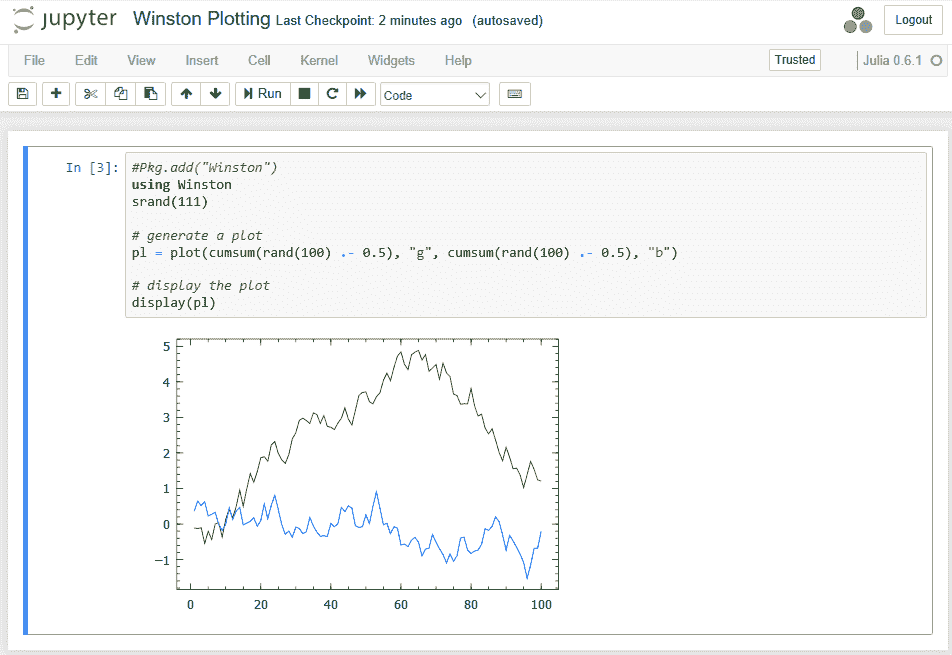 jupyter Winston Plotting Last Checkpoint: 2 minutes ago (autosaved) Logout
File Edit View Insert Cell Kernel Widgets Help Trusted Julia 0.6.1
Run Code
In [3]: #Pkg.add("Winston")
using Winston
srand(111)
# generate a plot
pl = plot(cumsum(rand(100) .- 0.5), "g", cumsum(rand(100) .- 0.5), "b")
# display the plot
display(pl)
5
4
3
2
1
0
−1
0 20 40 60 80 100